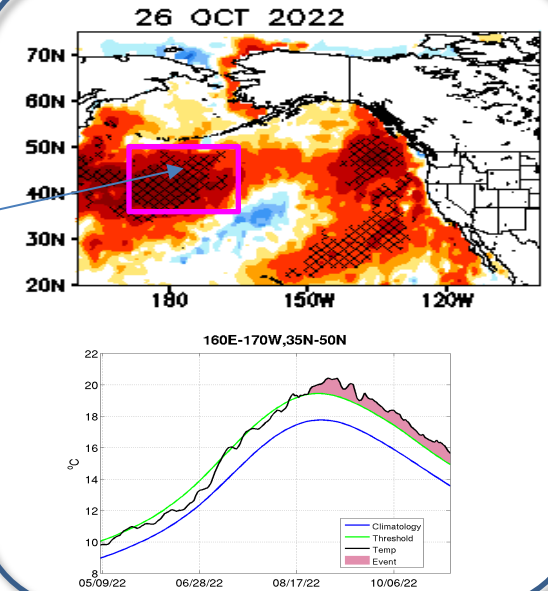 26 OCT 2022
70N
60N
50N
40N
30N
20N
180
150W
120W
160E-170W,35N-50N
22
20
18
16
14
12
10
8
°C
Climatology
Threshold
Temp
Event
05/09/22
06/28/22
08/17/22
10/06/22